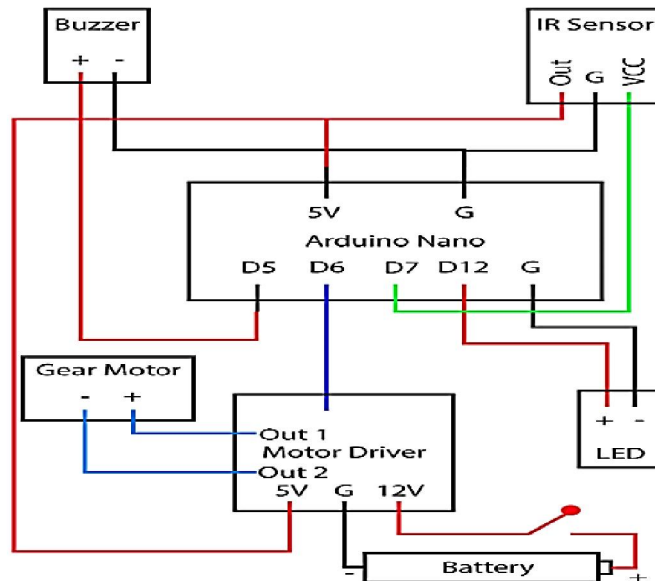 Buzzer
+ -
IR Sensor
Out G VCC
5V G
Arduino Nano
D5 D6 D7 D12 G
Gear Motor
- +
Out 1
Motor Driver
Out 2
5V G 12V
+ -
LED
- Battery +